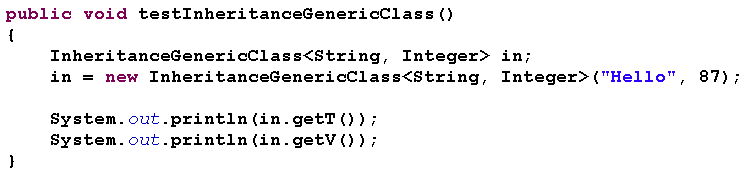 public void testInheritanceGenericClass()
{
    InheritanceGenericClass<String, Integer> in;
    in = new InheritanceGenericClass<String, Integer>("Hello", 87);

    System.out.println(in.getT());
    System.out.println(in.getV());
}